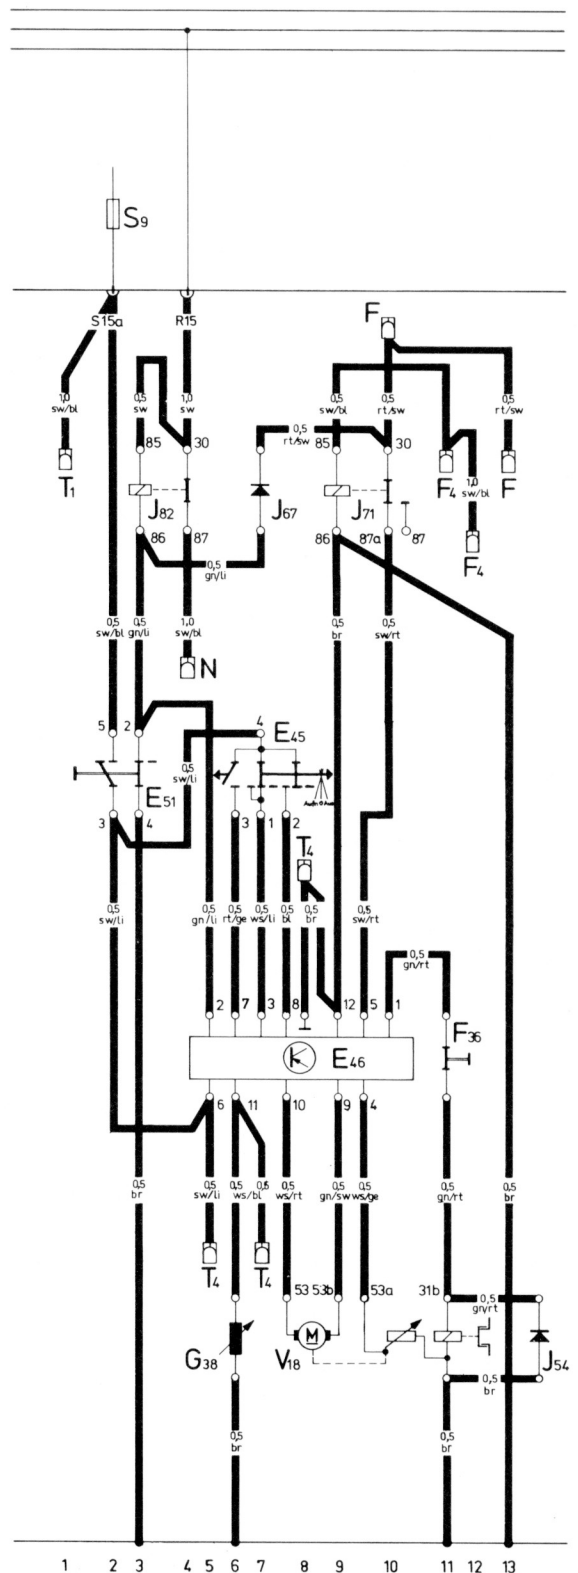 S9
S15a R15
F
1,0 sw/bl
0,5 sw
1,0 sw
0,5 rt/sw
0,5 sw/bl
0,5 rt/sw
0,5 rt/sw
85 30 85 30
T1
J82 J67 J71
F4 F
1,0 sw/bl
F4
86 87 86 87a 87
0,5 gn/li
0,5 sw/bl
0,5 gn/li
1,0 sw/bl
0,5 br
0,5 sw/rt
N
5 2 4 E45
0,5 sw/li
E51
3 4 3 1 2
T4
0,5 sw/li
0,5 gn/li
0,5 rt/ge
0,5 ws/li
0,5 bl
0,5 br
0,5 sw/rt
0,5 gn/rt
2 7 3 8 12 5 1
F36
E46
6 11 10 9 4
0,5 br
0,5 sw/li
0,5 ws/bl
0,5
0,5 ws/rt
0,5 gn/sw
0,5 ws/ge
0,5 gn/rt
0,5 br
T4 T4
53 53b 53a 31b
0,5 gn/rt
G38 V18 M J54
0,5 br
0,5 br
0,5 br
1 2 3 4 5 6 7 8 9 10 11 12 13